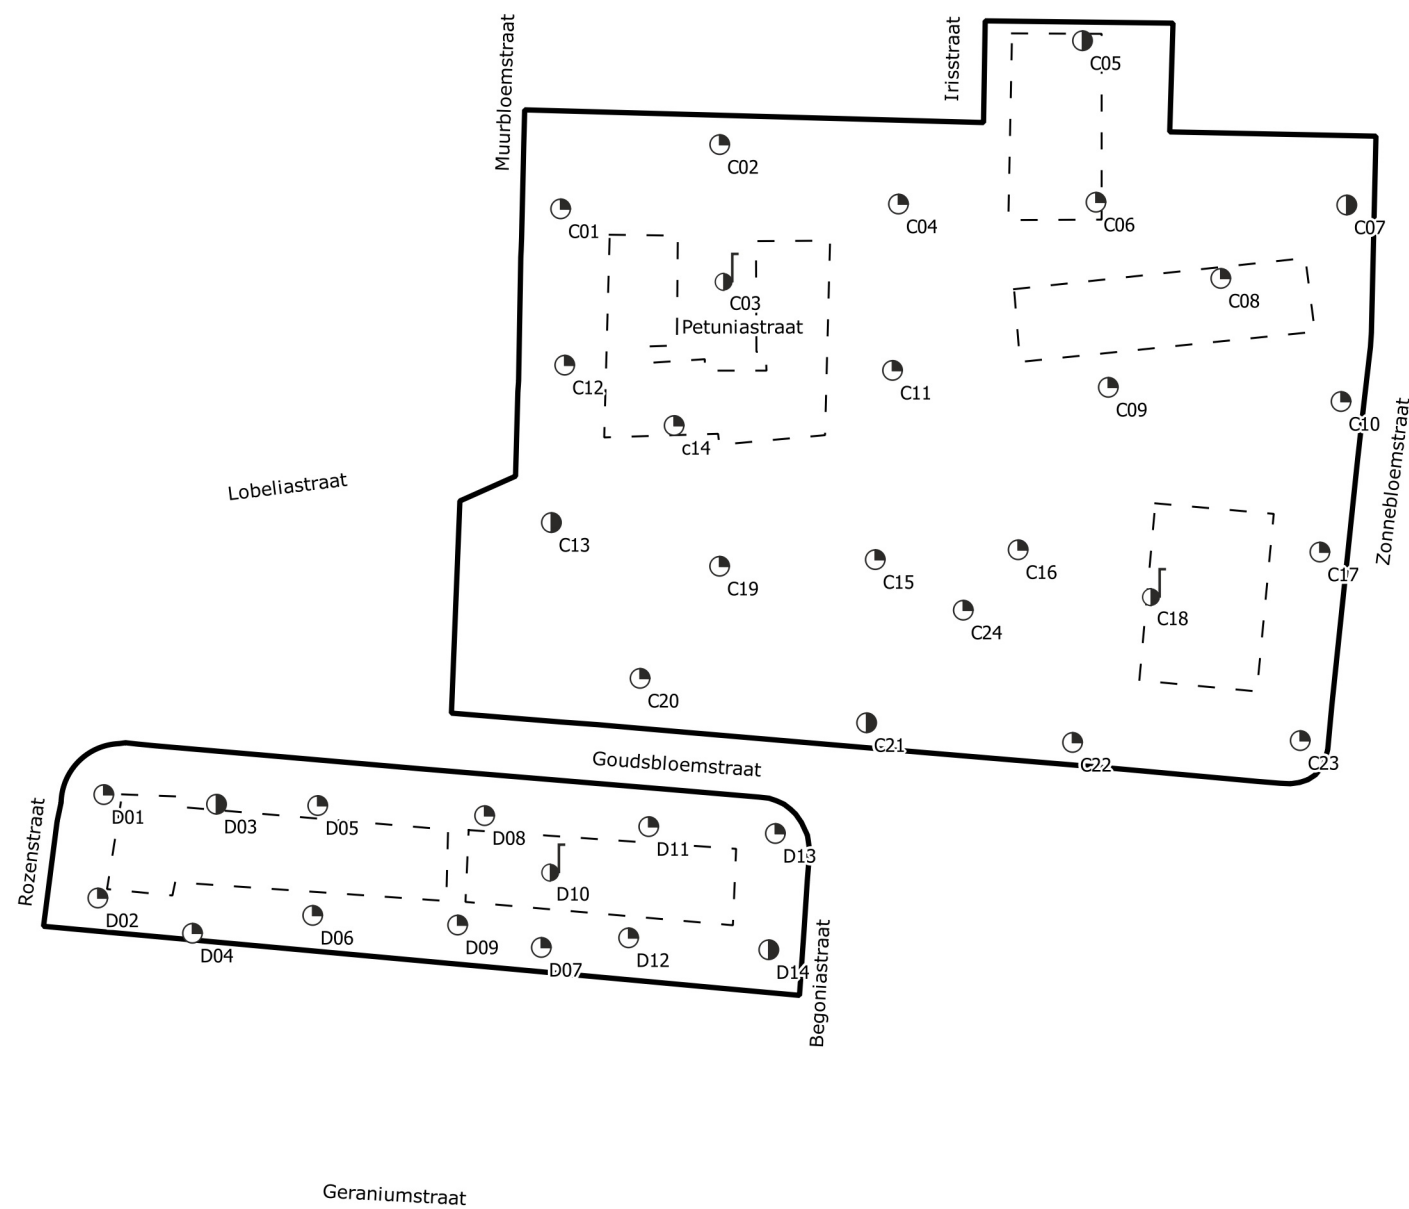 Muurbloemstraat
Irisstraat
C05
C02
C01
C04
C06
C07
C03
C08
Petuniastraat
C12
C11
C09
C10
c14
Lobeliastraat
Zonnebloemstraat
C13
C19
C15
C16
C17
C24
C18
C20
C21
C22
C23
Goudsbloemstraat
Rozenstraat
D01
D03
D05
D08
D11
D13
D10
D02
D04
D06
D09
D07
D12
D14
Begoniastraat
Geraniumstraat